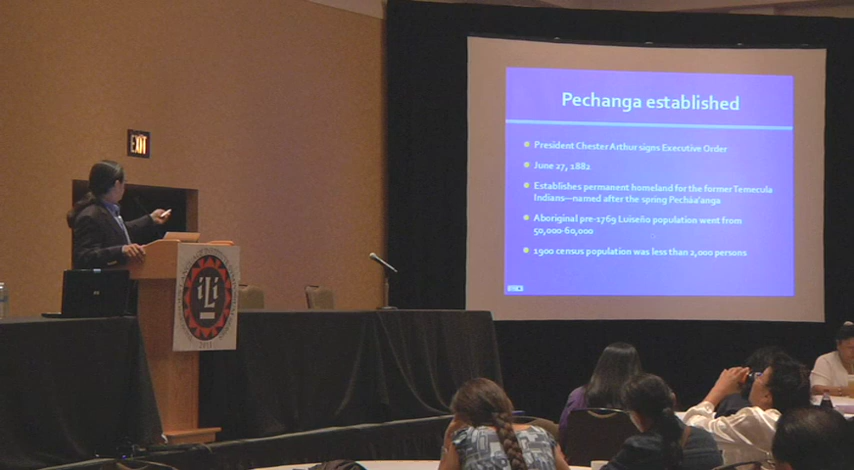 EXIT
Pechanga established
President Chester Arthur signs Executive Order
June 27, 1882
Establishes permanent homeland for the former Temecula
Indians—named after the spring Pecháa'anga
Aboriginal pre-1769 Luiseño population went from
50,000-60,000
1900 census population was less than 2,000 persons
iLi